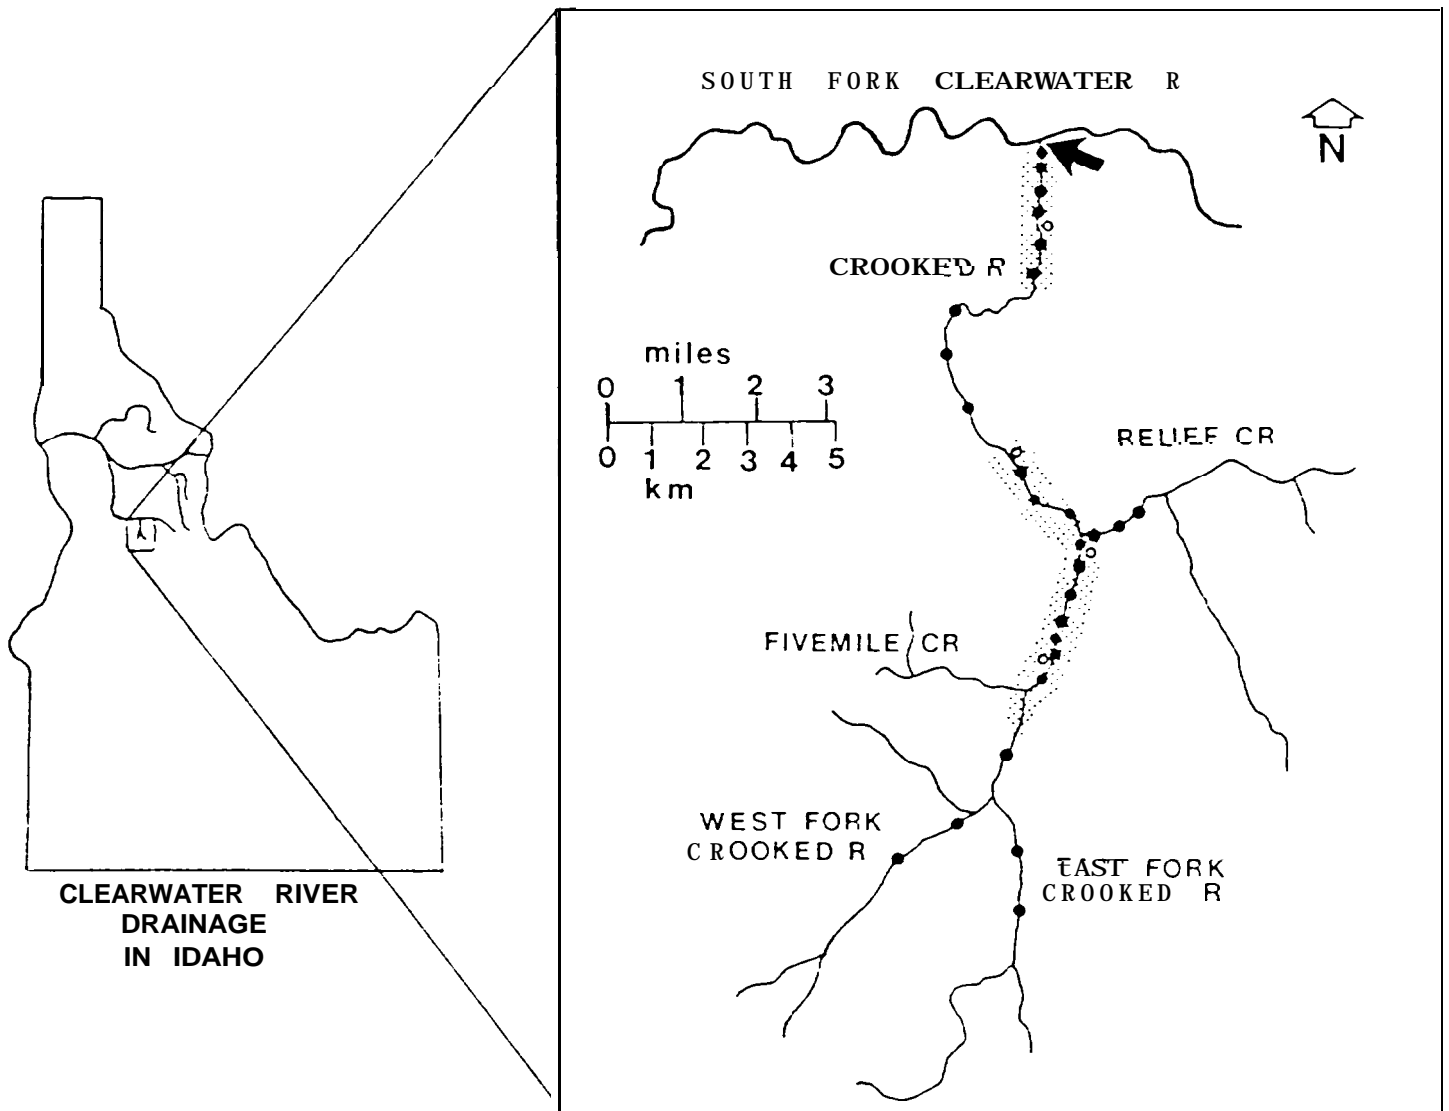 SOUTH FORK CLEARWATER R
N
CROOKED R
miles
0 1 2 3
0 1 2 3 4 5
km
RELIEF CR
FIVEMILE CR
WEST FORK
CROOKED R
EAST FORK
CROOKED R
CLEARWATER RIVER
DRAINAGE
IN IDAHO